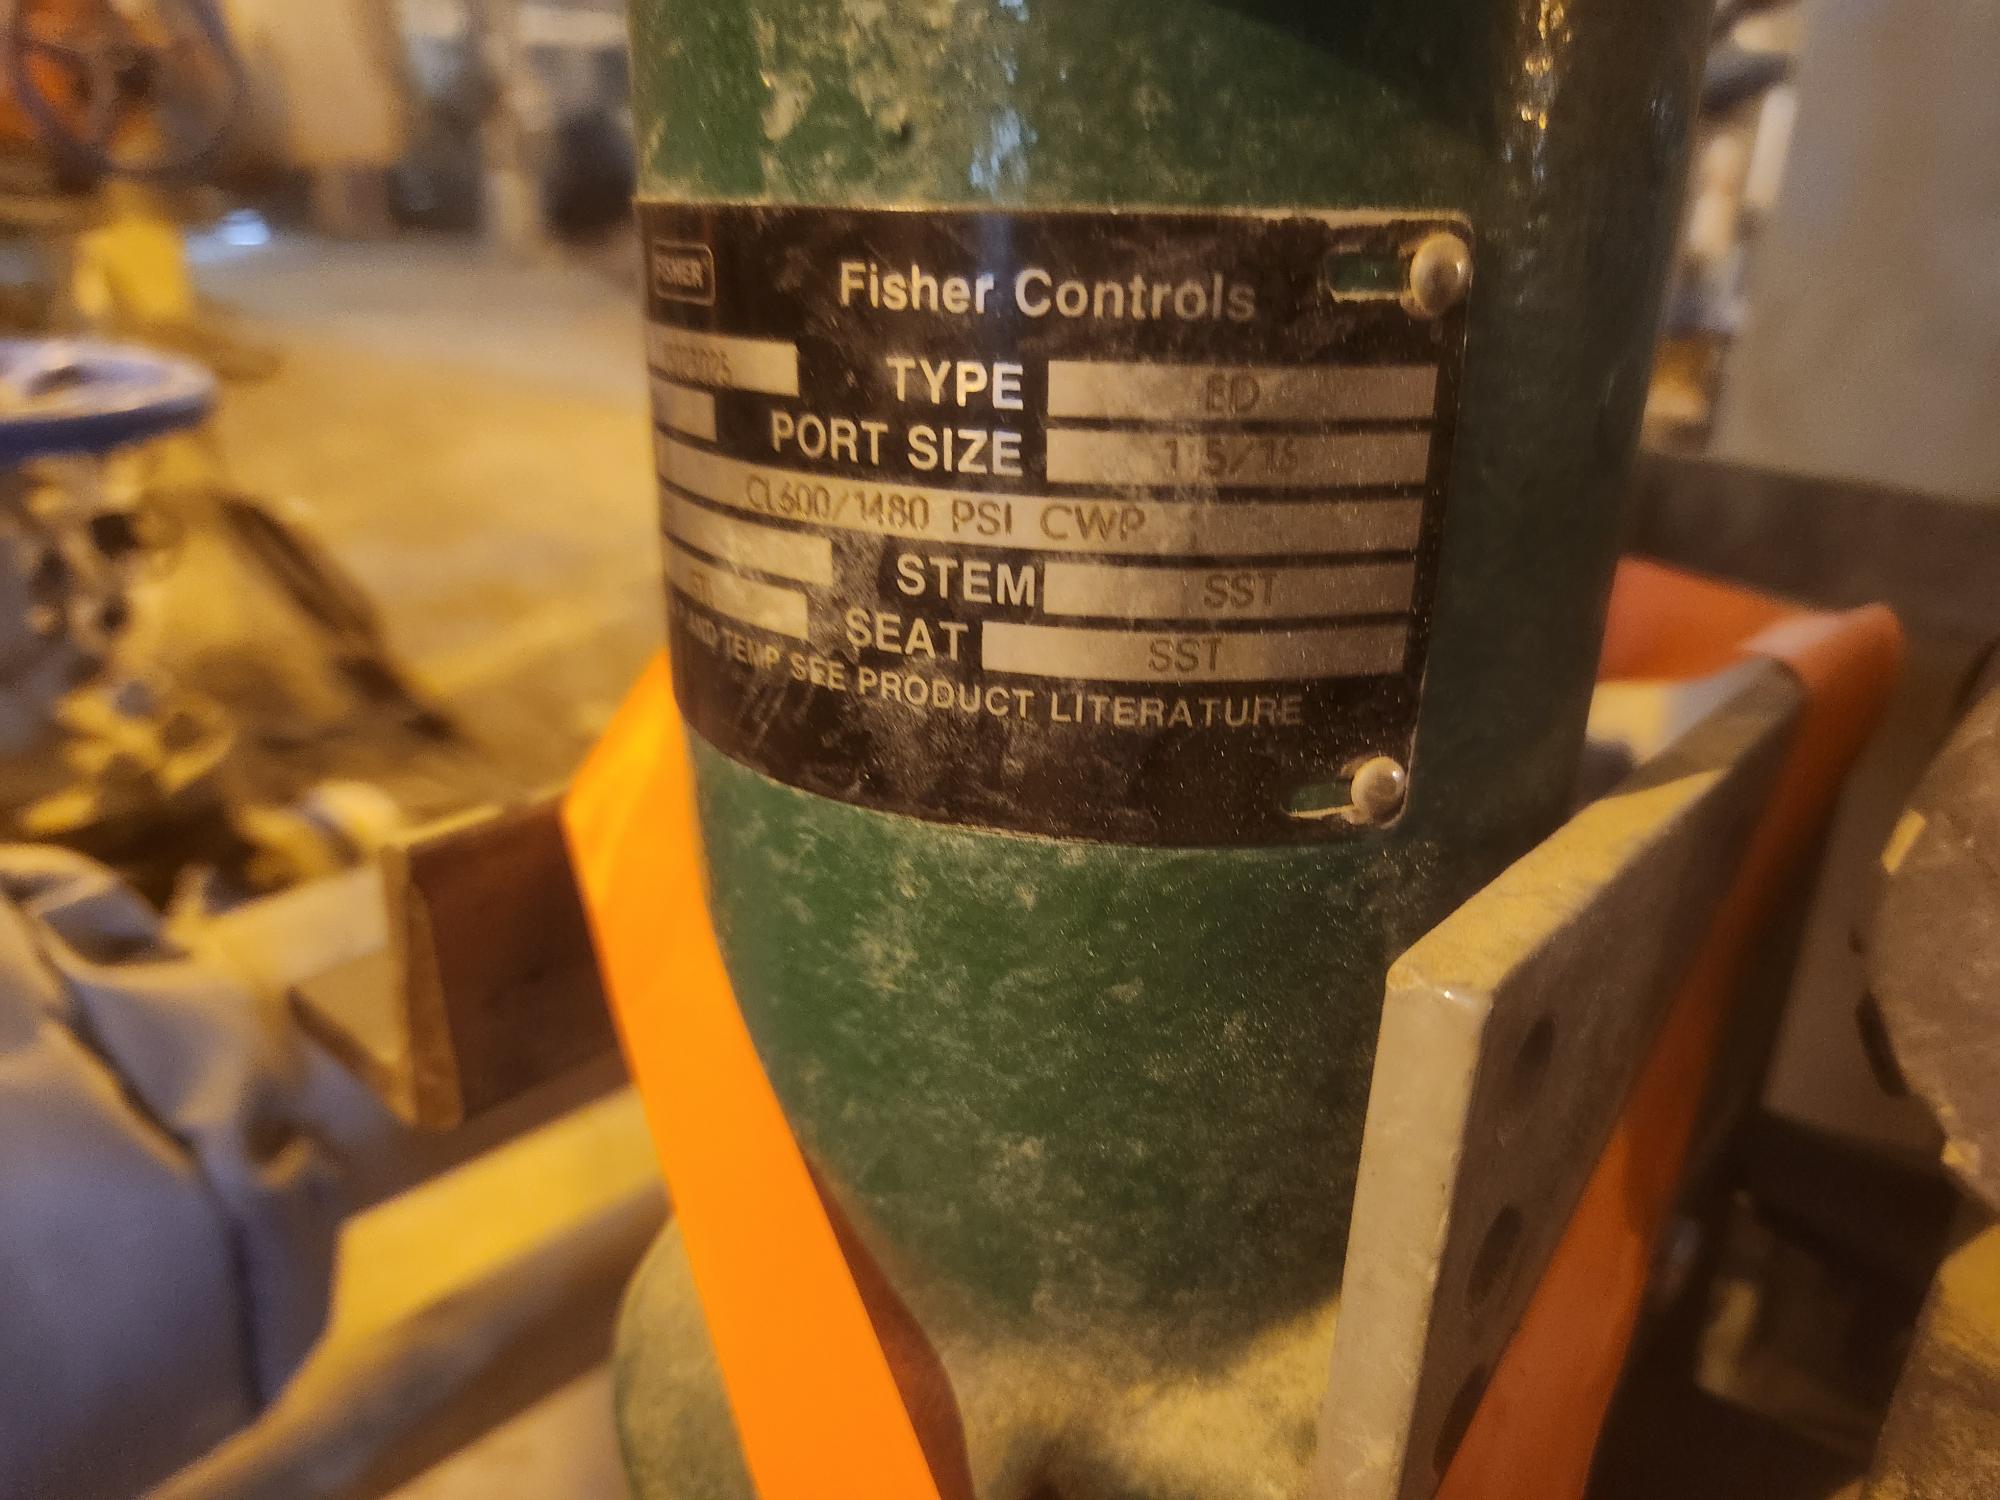 FISHER
Fisher Controls
TYPE ED
PORT SIZE 1 5/16
CL600/1480 PSI CWP
STEM SST
SEAT SST
AND TEMP SEE PRODUCT LITERATURE